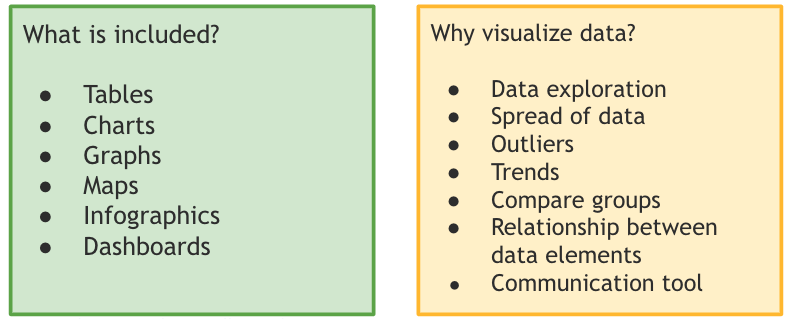 What is included?
● Tables
● Charts
● Graphs
● Maps
● Infographics
● Dashboards
Why visualize data?
● Data exploration
● Spread of data
● Outliers
● Trends
● Compare groups
● Relationship between
data elements
● Communication tool